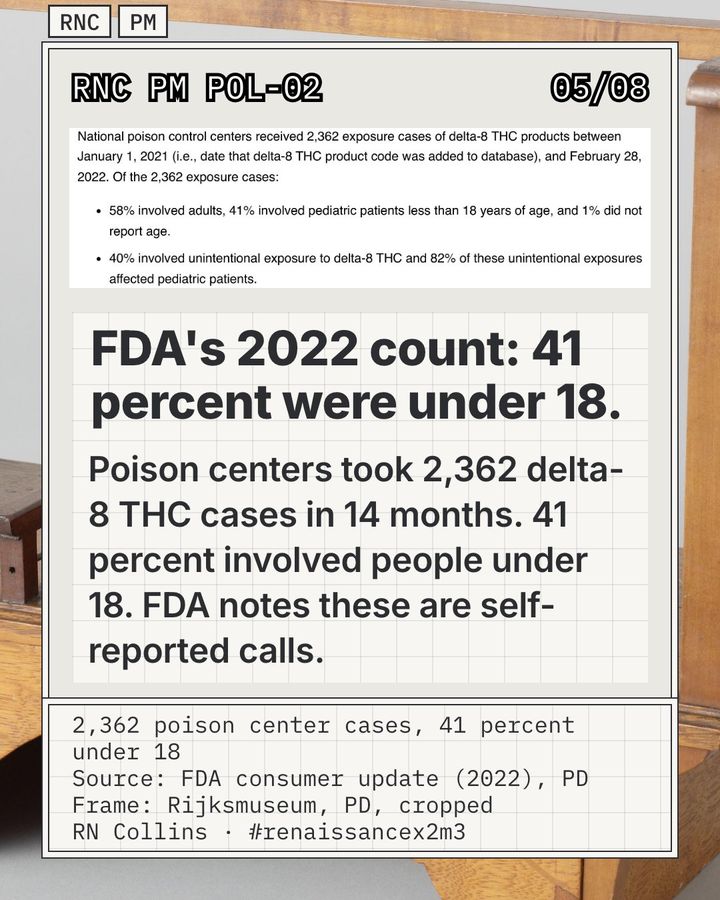 RNC PM
RNC PM POL-02 05/08
National poison control centers received 2,362 exposure cases of delta-8 THC products between
January 1, 2021 (i.e., date that delta-8 THC product code was added to database), and February 28,
2022. Of the 2,362 exposure cases:
• 58% involved adults, 41% involved pediatric patients less than 18 years of age, and 1% did not
report age.
• 40% involved unintentional exposure to delta-8 THC and 82% of these unintentional exposures
affected pediatric patients.
FDA's 2022 count: 41
percent were under 18.
Poison centers took 2,362 delta-
8 THC cases in 14 months. 41
percent involved people under
18. FDA notes these are self-
reported calls.
2,362 poison center cases, 41 percent
under 18
Source: FDA consumer update (2022), PD
Frame: Rijksmuseum, PD, cropped
RN Collins · #renaissancex2m3